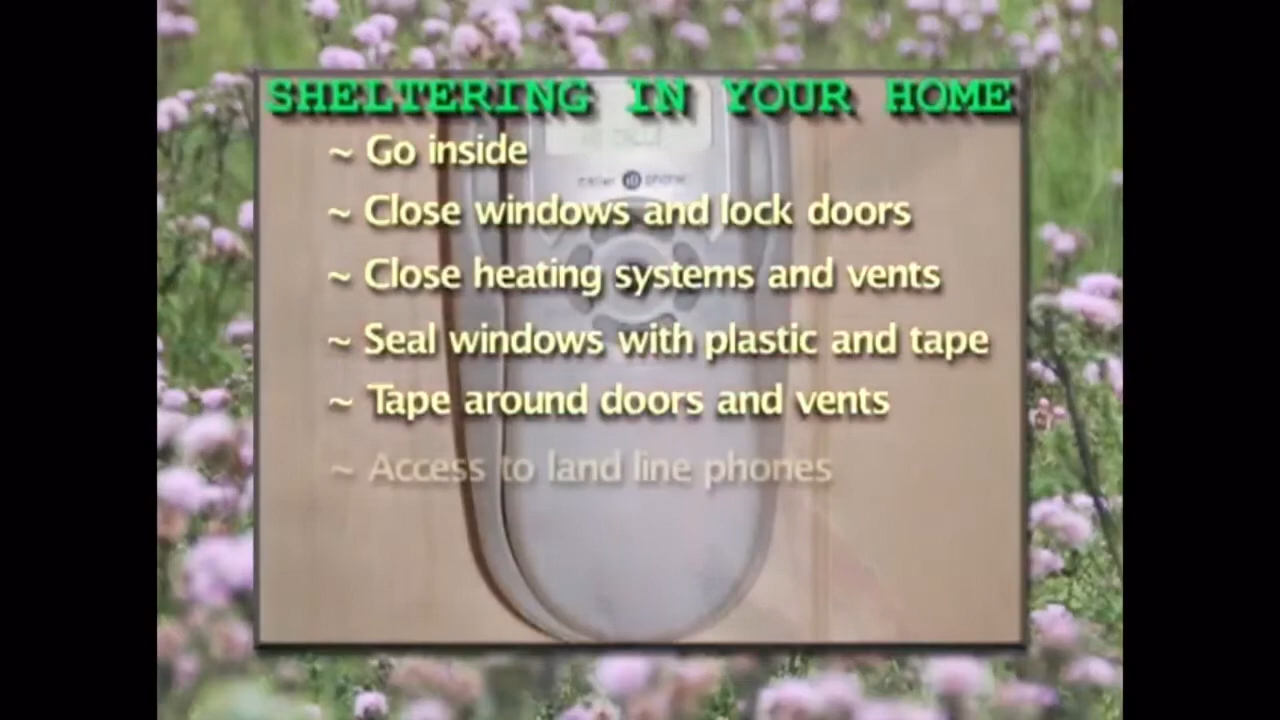 SHELTERING IN YOUR HOME
~ Go inside
~ Close windows and lock doors
~ Close heating systems and vents
~ Seal windows with plastic and tape
~ Tape around doors and vents
~ Access to land line phones